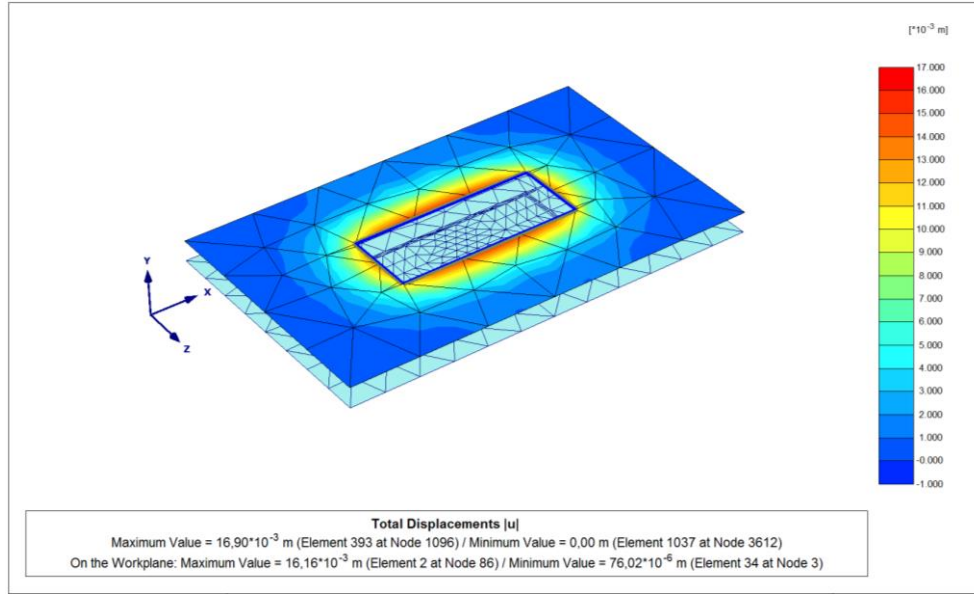 [*10⁻³ m]
17.000
16.000
15.000
14.000
13.000
12.000
11.000
10.000
9.000
8.000
7.000
6.000
5.000
4.000
3.000
2.000
1.000
-0.000
-1.000
Y
X
Z
Total Displacements |u|
Maximum Value = 16,90*10⁻³ m (Element 393 at Node 1096) / Minimum Value = 0,00 m (Element 1037 at Node 3612)
On the Workplane: Maximum Value = 16,16*10⁻³ m (Element 2 at Node 86) / Minimum Value = 76,02*10⁻⁶ m (Element 34 at Node 3)